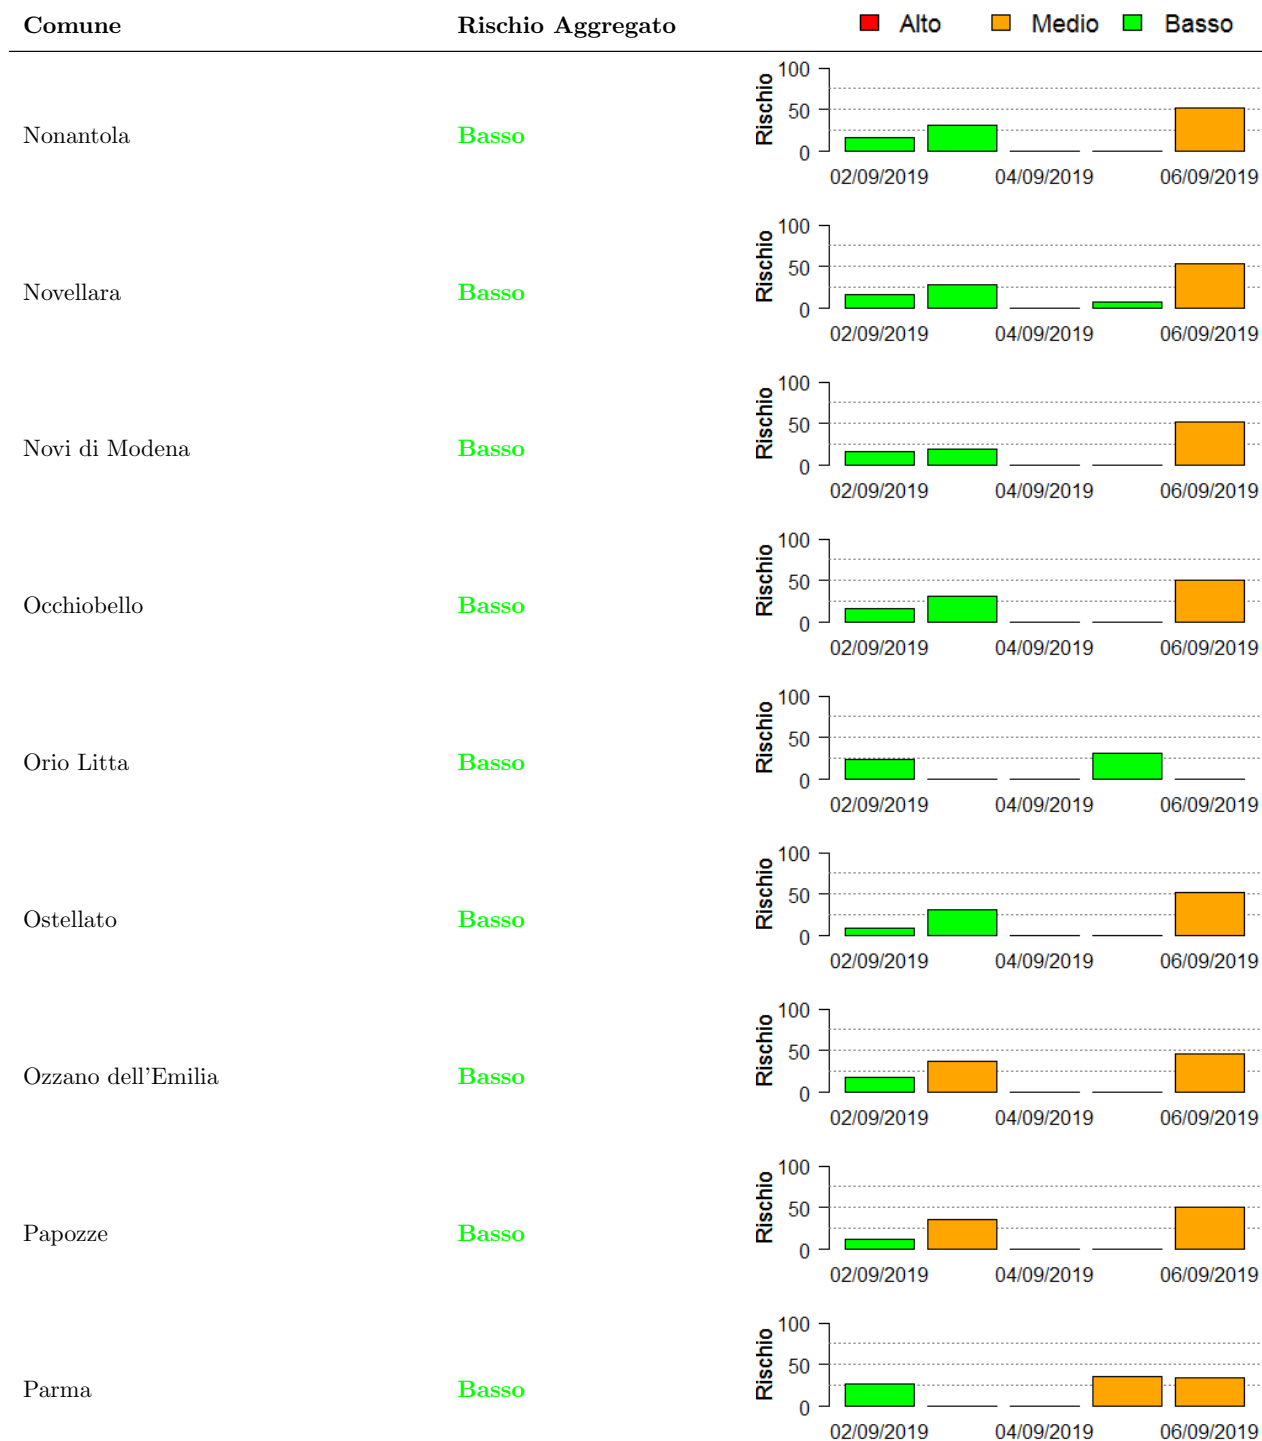 Comune Rischio Aggregato Alto Medio Basso
Nonantola Basso Rischio 100 50 0
02/09/2019 04/09/2019 06/09/2019
Novellara Basso Rischio 100 50 0
02/09/2019 04/09/2019 06/09/2019
Novi di Modena Basso Rischio 100 50 0
02/09/2019 04/09/2019 06/09/2019
Occhiobello Basso Rischio 100 50 0
02/09/2019 04/09/2019 06/09/2019
Orio Litta Basso Rischio 100 50 0
02/09/2019 04/09/2019 06/09/2019
Ostellato Basso Rischio 100 50 0
02/09/2019 04/09/2019 06/09/2019
Ozzano dell'Emilia Basso Rischio 100 50 0
02/09/2019 04/09/2019 06/09/2019
Papozze Basso Rischio 100 50 0
02/09/2019 04/09/2019 06/09/2019
Parma Basso Rischio 100 50 0
02/09/2019 04/09/2019 06/09/2019